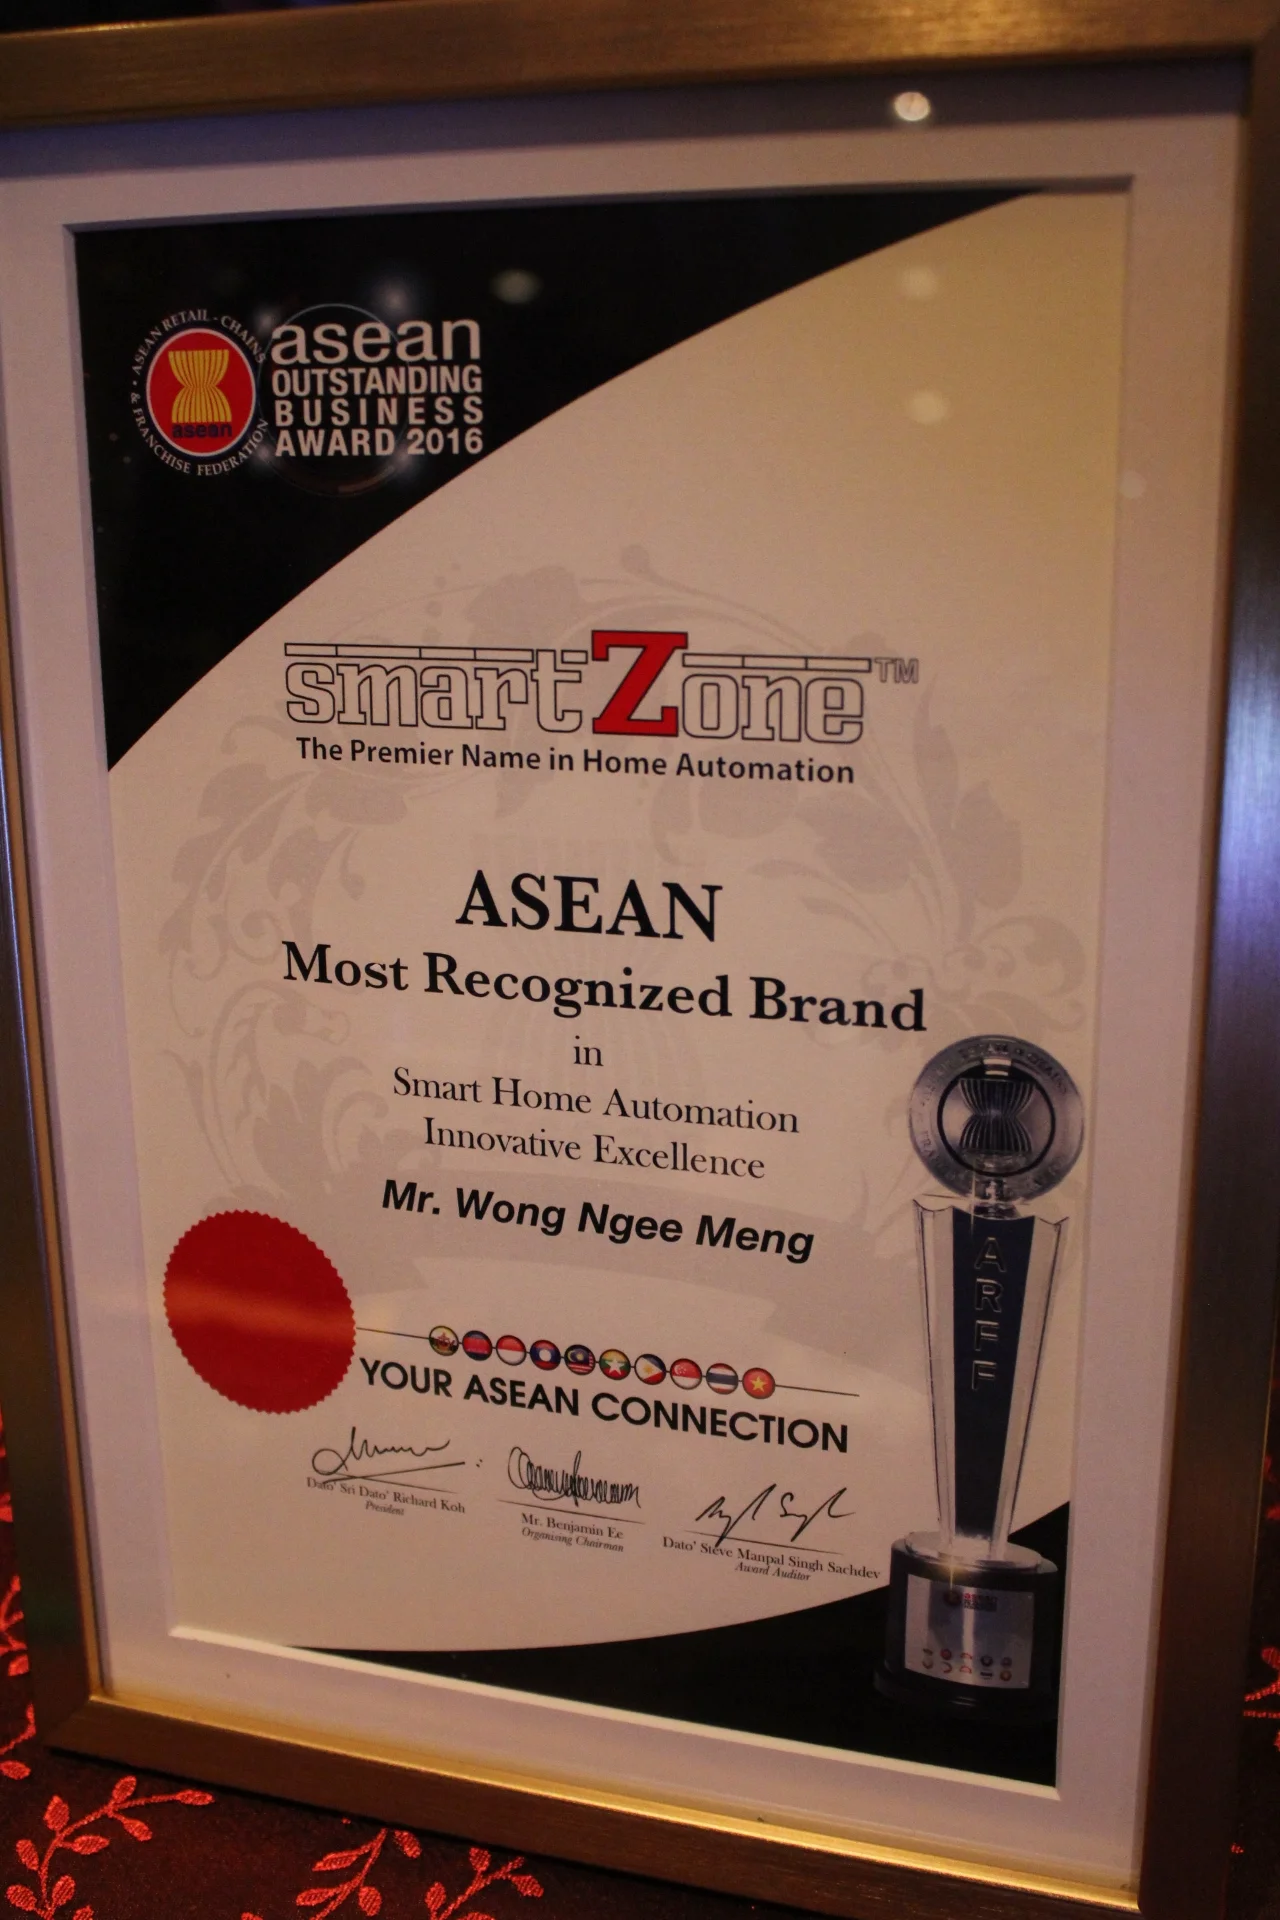 ASEAN RETAIL - CHAINS & FRANCHISE FEDERATION
asean
asean
OUTSTANDING
BUSINESS
AWARD 2016
smartZone™
The Premier Name in Home Automation
ASEAN
Most Recognized Brand
in
Smart Home Automation
Innovative Excellence
Mr. Wong Ngee Meng
YOUR ASEAN CONNECTION
Dato' Sri Dato' Richard Koh
President
Mr. Benjamin Ee
Organising Chairman
Dato' Steve Manpal Singh Sachdev
Award Auditor
ARFF